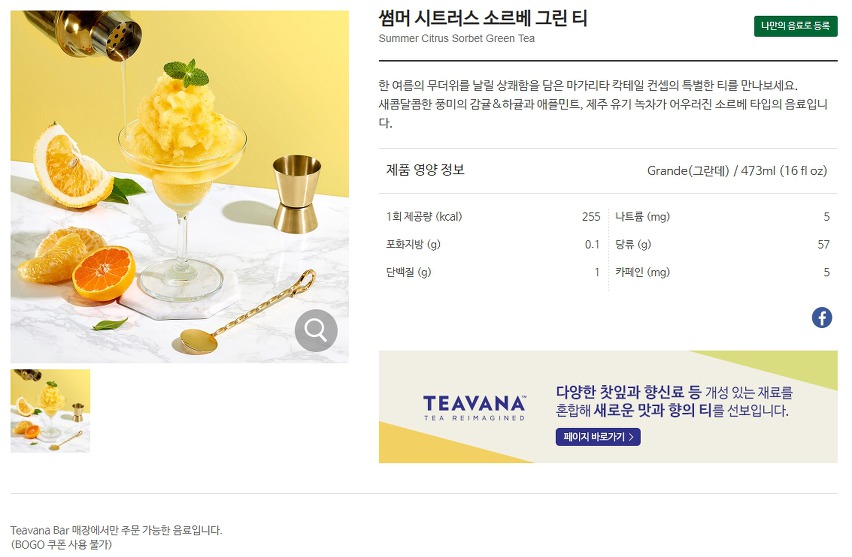 썸머 시트러스 소르베 그린 티
나만의 음료로 등록
Summer Citrus Sorbet Green Tea
한 여름의 무더위를 날릴 상쾌함을 담은 마가리타 칵테일 컨셉의 특별한 티를 만나보세요.
새콤달콤한 풍미의 감귤&하귤과 애플민트, 제주 유기 녹차가 어우러진 소르베 타입의 음료입니
다.
제품 영양 정보 Grande(그란데) / 473ml (16 fl oz)
1회 제공량 (kcal) 255 나트륨 (mg) 5
포화지방 (g) 0.1 당류 (g) 57
단백질 (g) 1 카페인 (mg) 5
TEAVANA™
TEA REIMAGINED
다양한 찻잎과 향신료 등 개성 있는 재료를
혼합해 새로운 맛과 향의 티를 선보입니다.
페이지 바로가기 >
Teavana Bar 매장에서만 주문 가능한 음료입니다.
(BOGO 쿠폰 사용 불가)